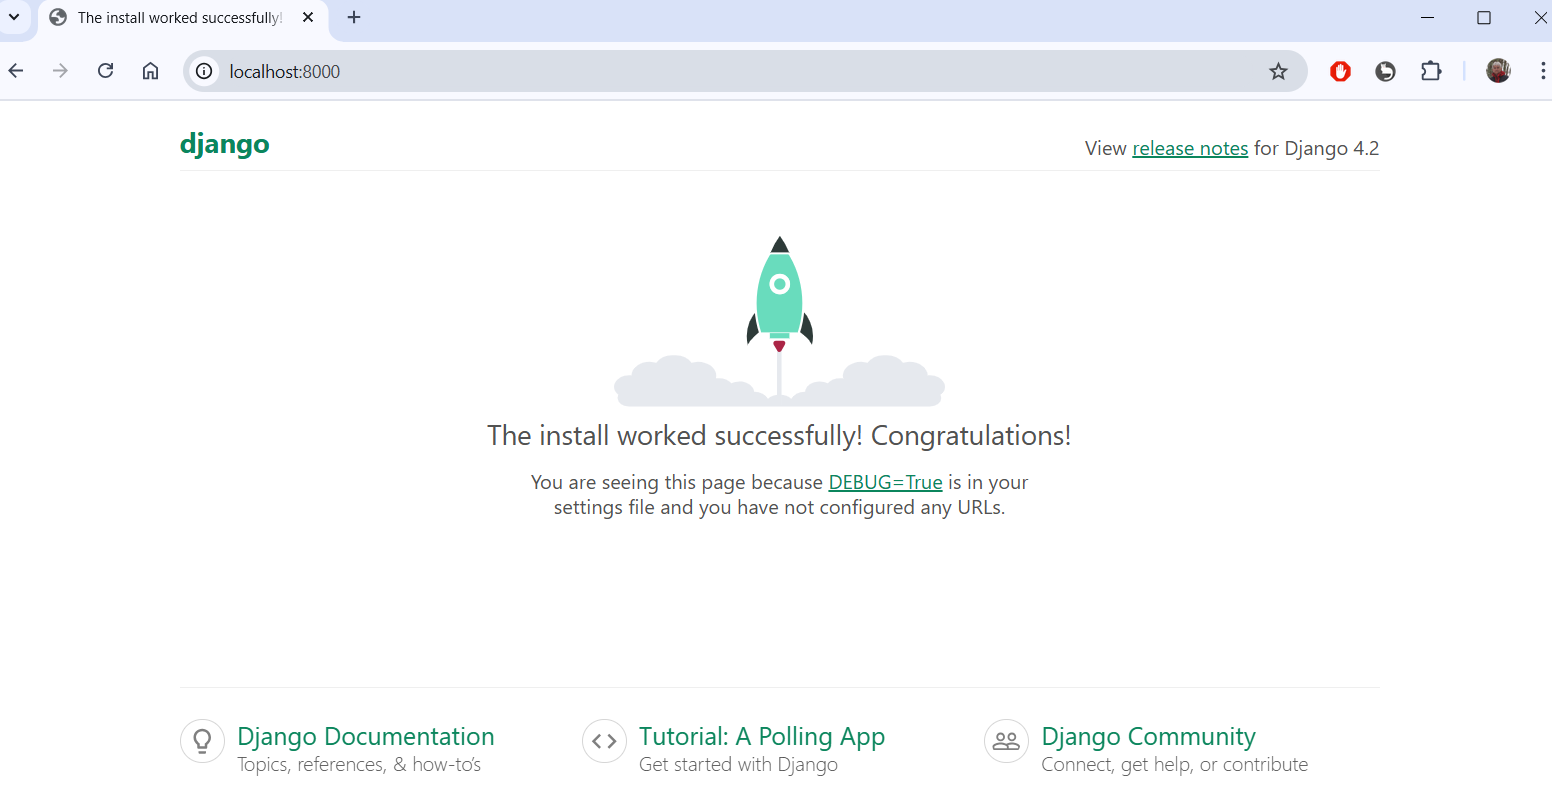 The install worked successfully!
localhost:8000
django
View release notes for Django 4.2
The install worked successfully! Congratulations!
You are seeing this page because DEBUG=True is in your
settings file and you have not configured any URLs.
Django Documentation
Topics, references, & how-to’s
Tutorial: A Polling App
Get started with Django
Django Community
Connect, get help, or contribute